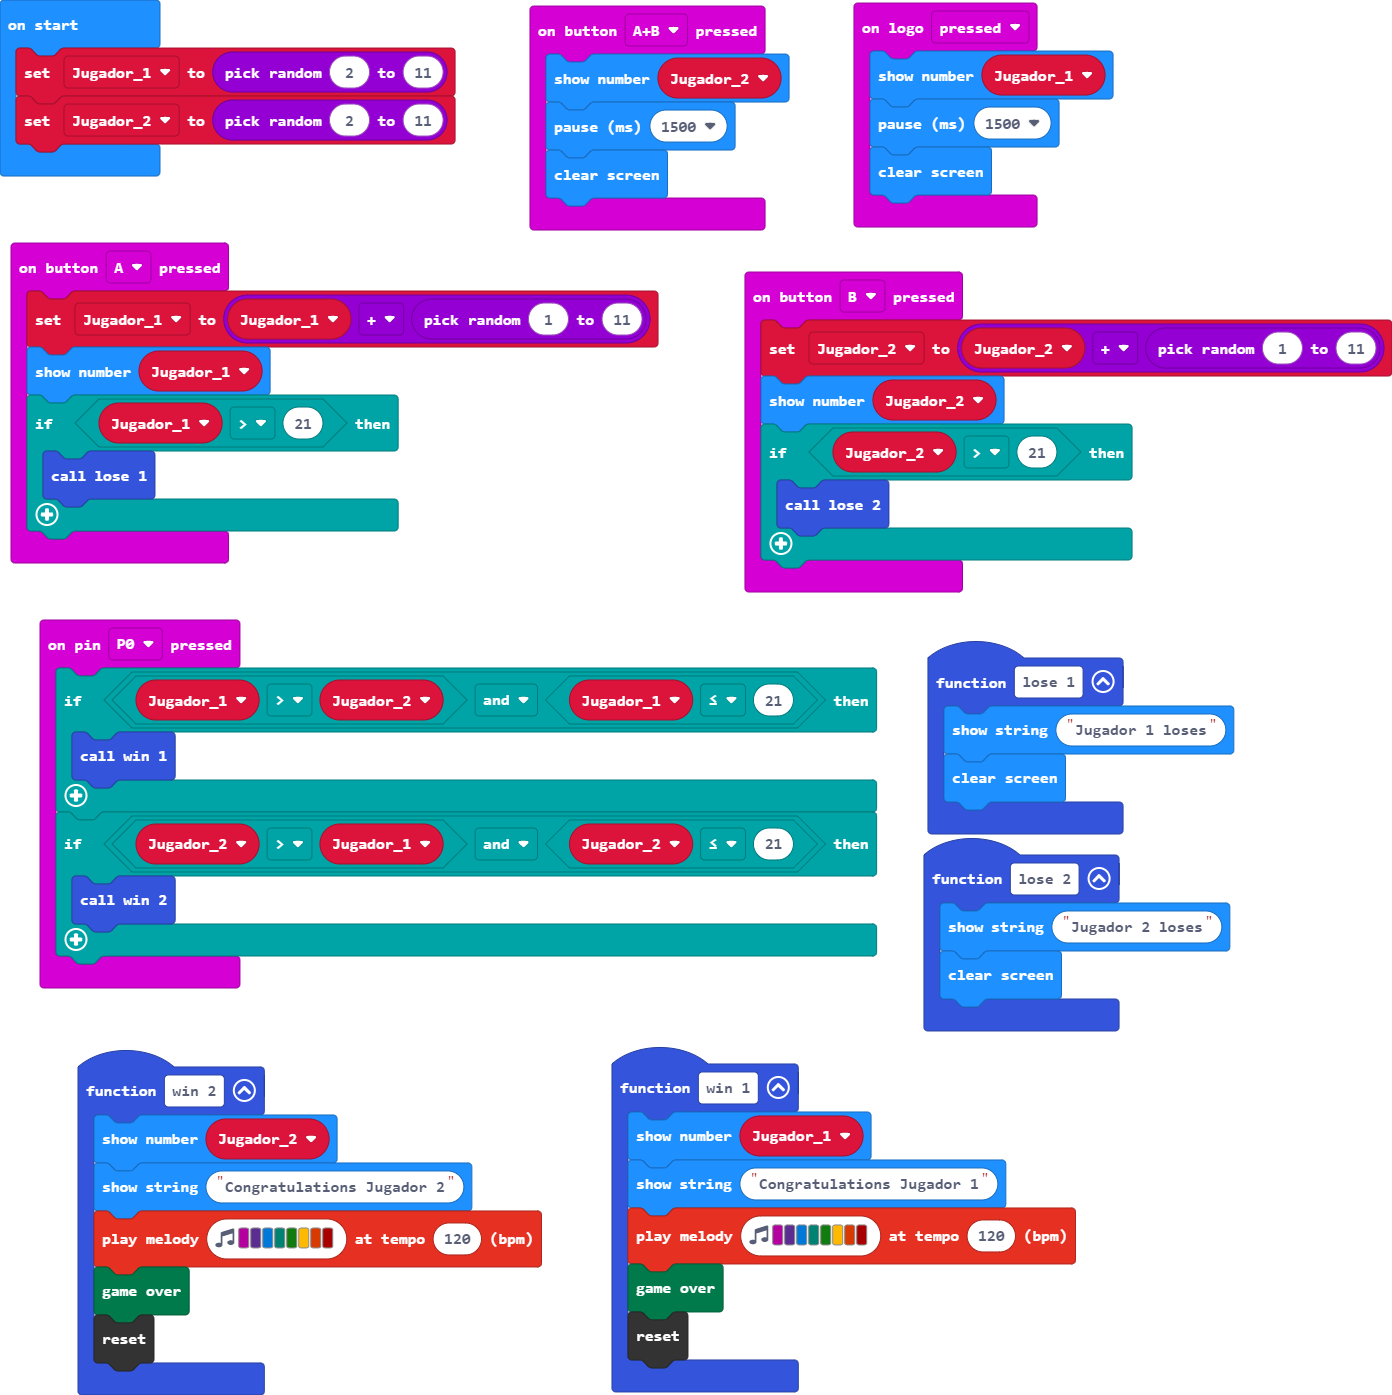 on start
set Jugador_1 to pick random 2 to 11
set Jugador_2 to pick random 2 to 11
on button A+B pressed
show number Jugador_2
pause (ms) 1500
clear screen
on logo pressed
show number Jugador_1
pause (ms) 1500
clear screen
on button A pressed
set Jugador_1 to Jugador_1 + pick random 1 to 11
show number Jugador_1
if Jugador_1 > 21 then
call lose 1
on button B pressed
set Jugador_2 to Jugador_2 + pick random 1 to 11
show number Jugador_2
if Jugador_2 > 21 then
call lose 2
on pin P0 pressed
if Jugador_1 > Jugador_2 and Jugador_1 ≤ 21 then
call win 1
if Jugador_2 > Jugador_1 and Jugador_2 ≤ 21 then
call win 2
function lose 1
show string "Jugador 1 loses"
clear screen
function lose 2
show string "Jugador 2 loses"
clear screen
function win 2
show number Jugador_2
show string "Congratulations Jugador 2"
play melody at tempo 120 (bpm)
game over
reset
function win 1
show number Jugador_1
show string "Congratulations Jugador 1"
play melody at tempo 120 (bpm)
game over
reset